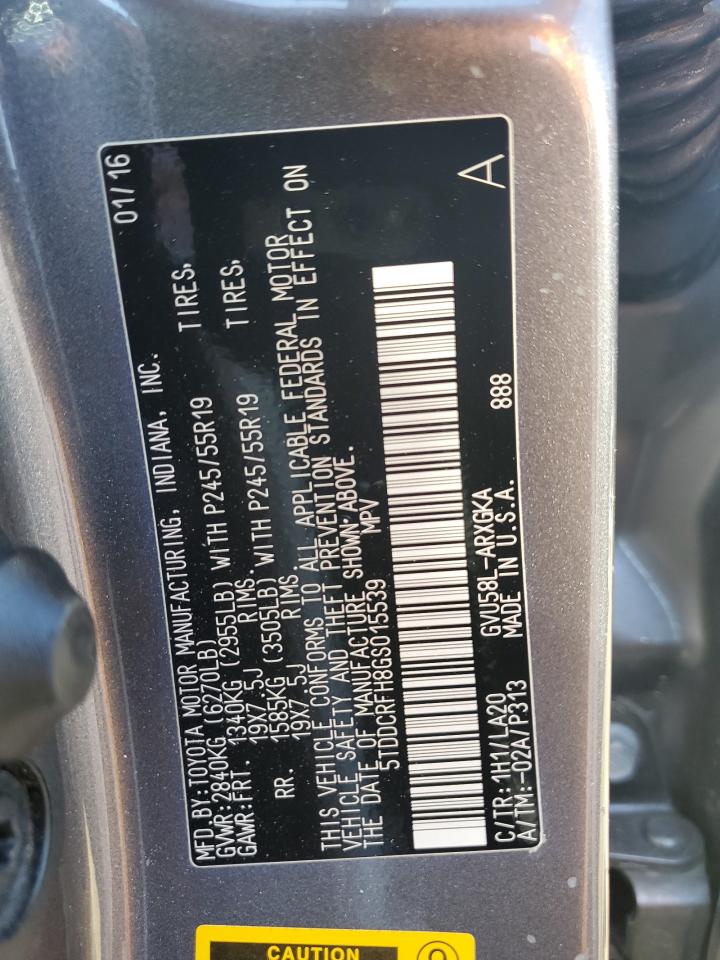 MFD. BY: TOYOTA MOTOR MANUFACTURING, INDIANA, INC. 01/16
GVWR: 2840KG (6270LB)
GAWR: FRT. 1340KG (2955LB) WITH P245/55R19 TIRES,
19X7.5J RIMS.
RR. 1585KG (3505LB) WITH P245/55R19 TIRES,
19X7.5J RIMS.
THIS VEHICLE CONFORMS TO ALL APPLICABLE FEDERAL MOTOR
VEHICLE SAFETY AND THEFT PREVENTION STANDARDS IN EFFECT ON
THE DATE OF MANUFACTURE SHOWN ABOVE.
5TDDCRFH8GS015539 MPV
A
C/TR: 1H1/LA20 GVU58L-ARXGKA
A/TM: -02A/P313 MADE IN U.S.A. 888
CAUTION